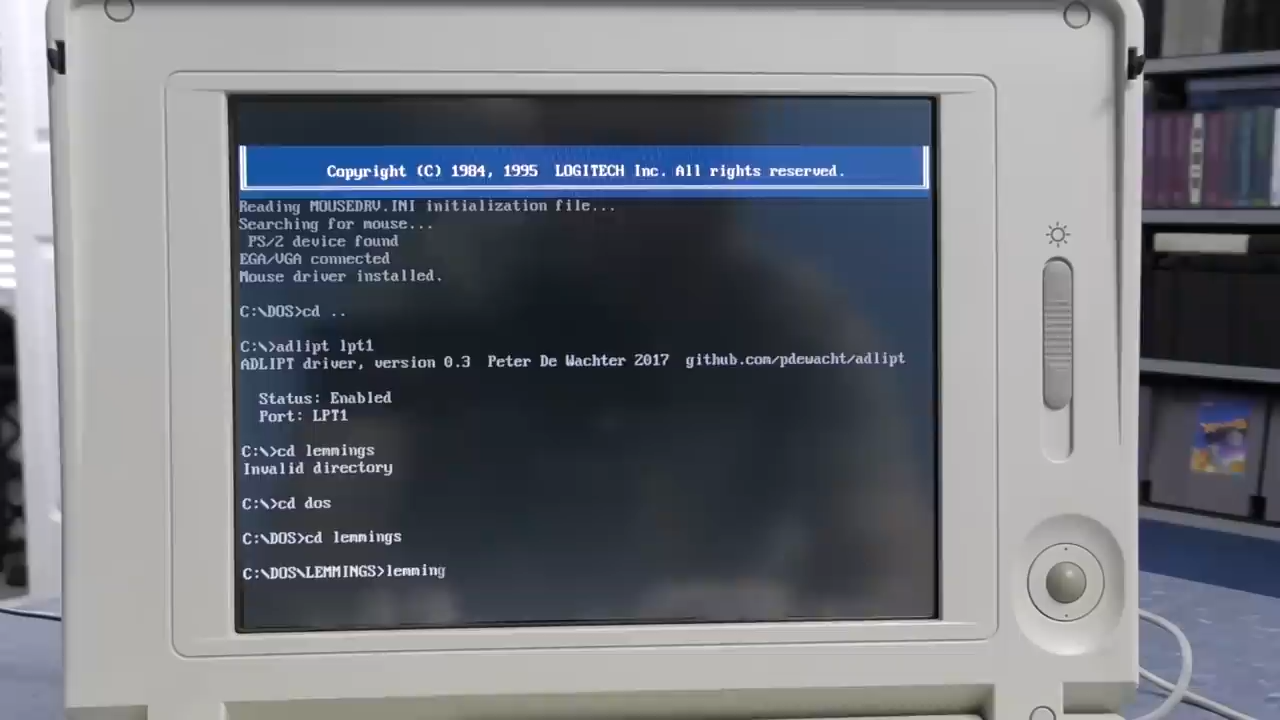 Copyright (C) 1984, 1995  LOGITECH Inc. All rights reserved.
Reading MOUSEDRV.INI initialization file...
Searching for mouse...
PS/2 device found
EGA/VGA connected
Mouse driver installed.
C:\DOS>cd ..
C:\>adlipt lpt1
ADLIPT driver, version 0.3  Peter De Wachter 2017  github.com/pdewacht/adlipt
Status: Enabled
Port: LPT1
C:\>cd lemmings
Invalid directory
C:\>cd dos
C:\DOS>cd lemmings
C:\DOS\LEMMINGS>lemming